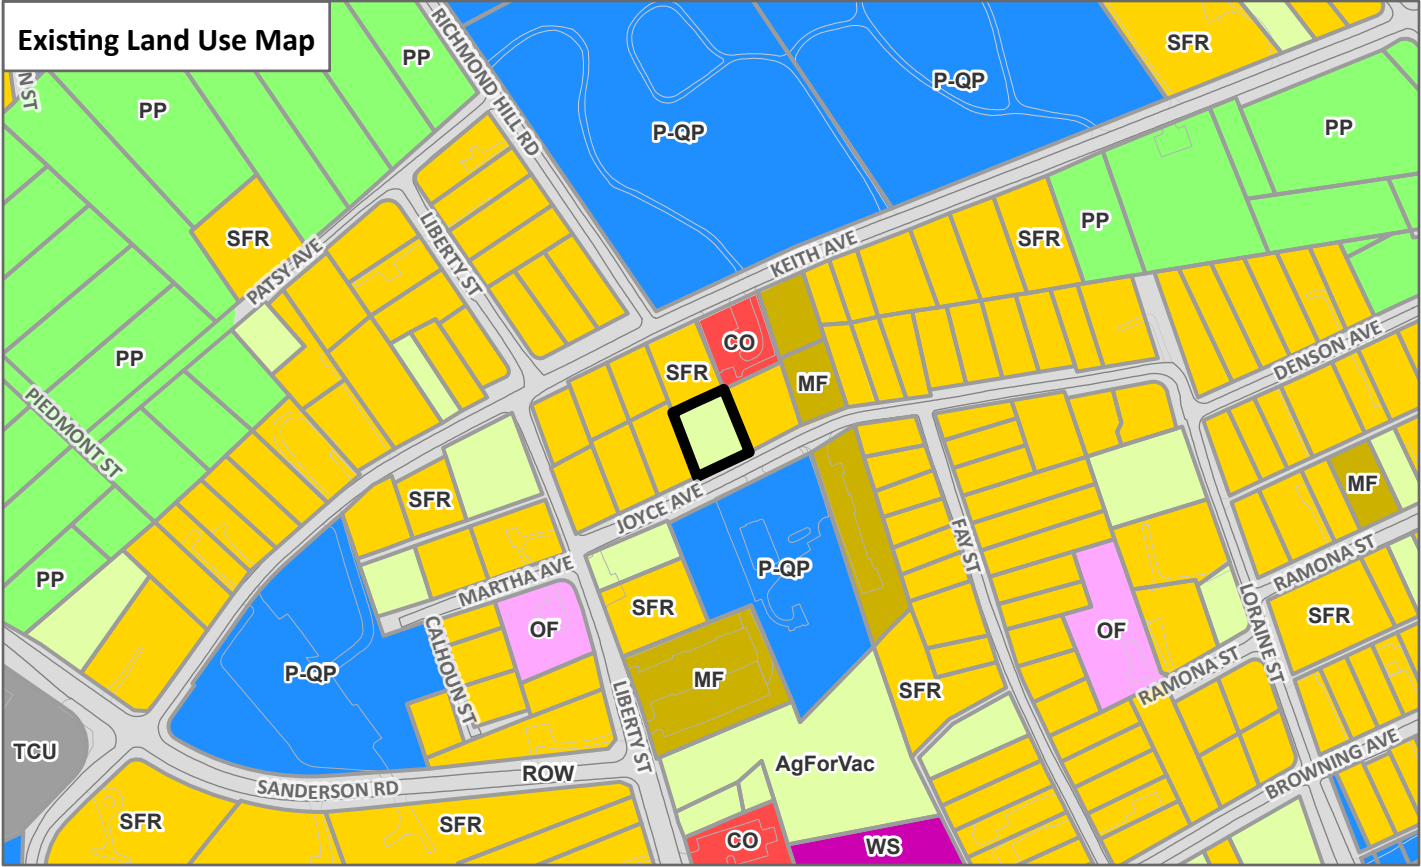 Existing Land Use Map
N ST
PP
RICHMOND HILL RD
SFR
P-QP
PP
P-QP
PP
LIBERTY ST
PP
SFR
SFR
PATSY AVE
KEITH AVE
DENSON AVE
PP
CO
SFR
MF
PIEDMONT ST
SFR
MF
JOYCE AVE
FAY ST
RAMONA ST
PP
MARTHA AVE
P-QP
SFR
LORAINE ST
SFR
CALHOUN ST
OF
OF
P-QP
MF
SFR
RAMONA ST
LIBERTY ST
TCU
AgForVac
BROWNING AVE
ROW
SANDERSON RD
SFR
SFR
CO
WS